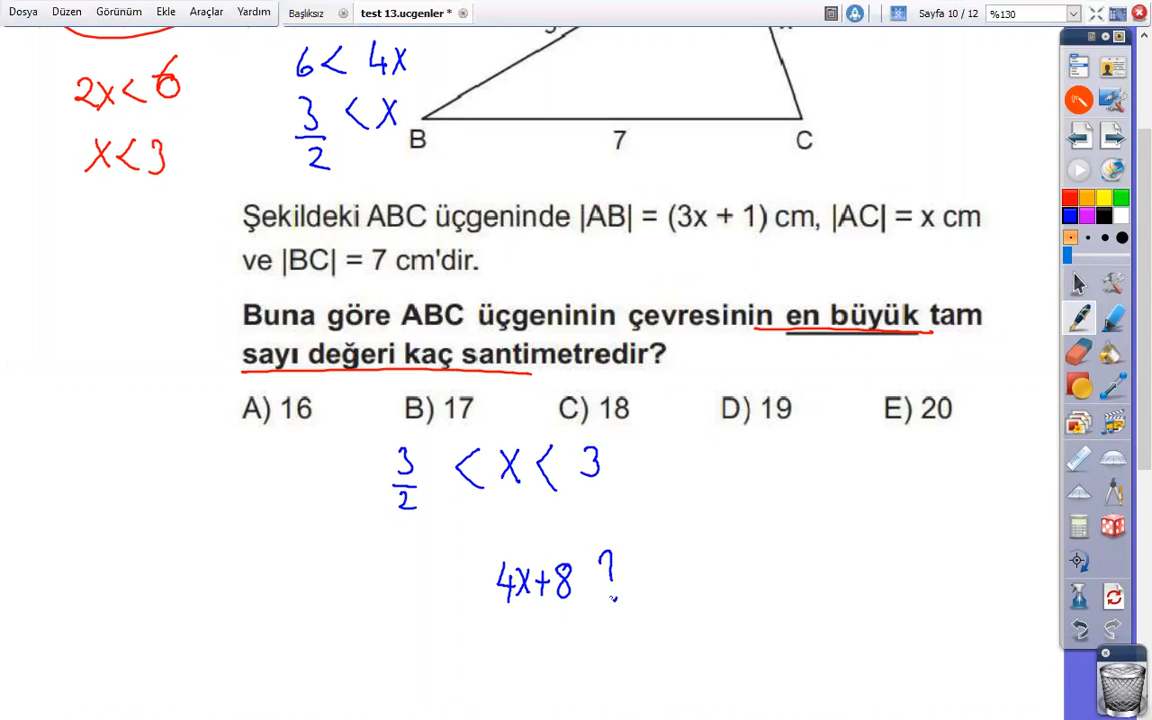 Dosya Düzen Görünüm Ekle Araçlar Yardım Başlıksız test 13.ucgenler * Sayfa 10 / 12 %130
2x < 6
x < 3
6 < 4x
3/2 < x
B 7 C
Şekildeki ABC üçgeninde |AB| = (3x + 1) cm, |AC| = x cm
ve |BC| = 7 cm'dir.
Buna göre ABC üçgeninin çevresinin en büyük tam
sayı değeri kaç santimetredir?
A) 16 B) 17 C) 18 D) 19 E) 20
3/2 < x < 3
4x+8 ?